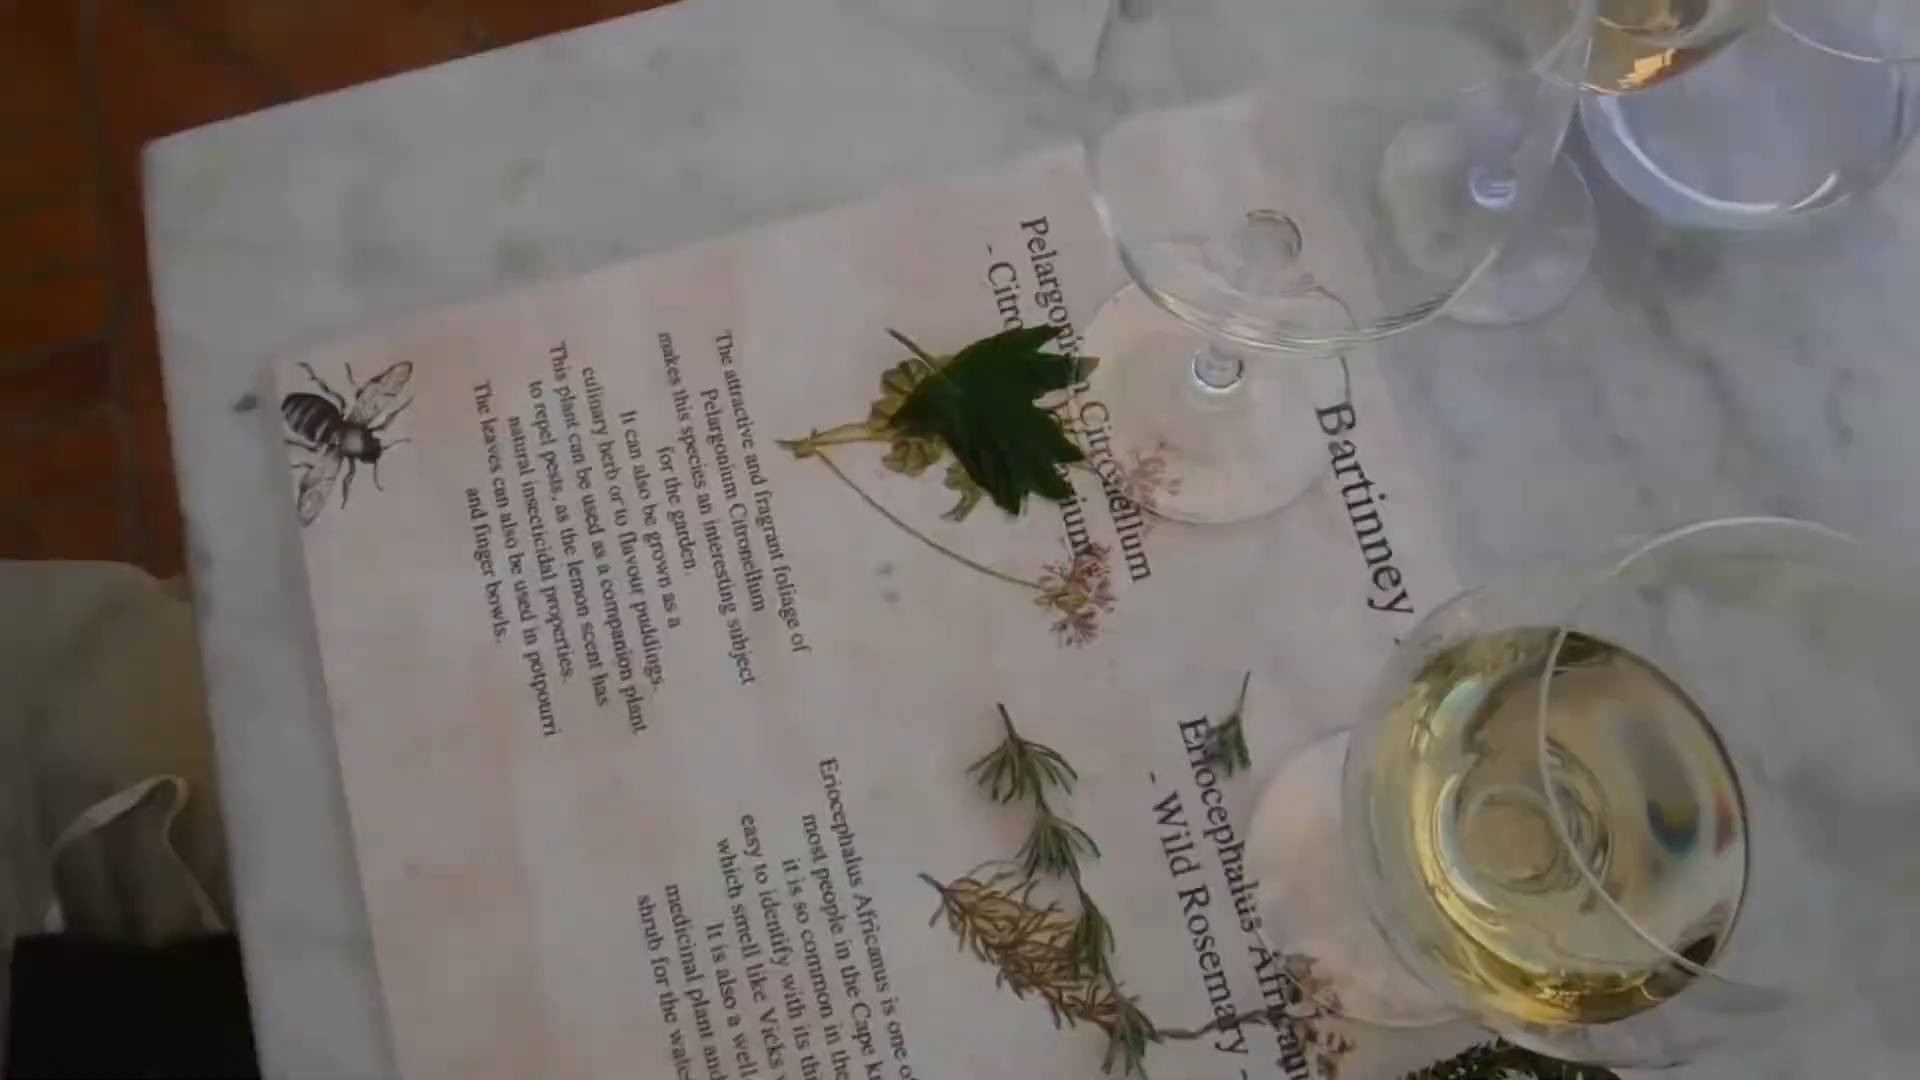 Bartinney
Pelargonium Citronellum
- Citro
The attractive and fragrant foliage of
Pelargonium Citronellum
makes this species an interesting subject
for the garden.
It can also be grown as a
culinary herb or to flavour puddings.
This plant can be used as a companion plant
to repel pests, as the lemon scent has
natural insecticidal properties.
The leaves can also be used in potpourri
and finger bowls.
Eriocephalus Africanu
- Wild Rosemary -
Eriocephalus Africanus is one of
most people in the Cape k
it is so common in the
easy to identify with its thi
which smell like Vicks
It is also a well
medicinal plant and
shrub for the wate